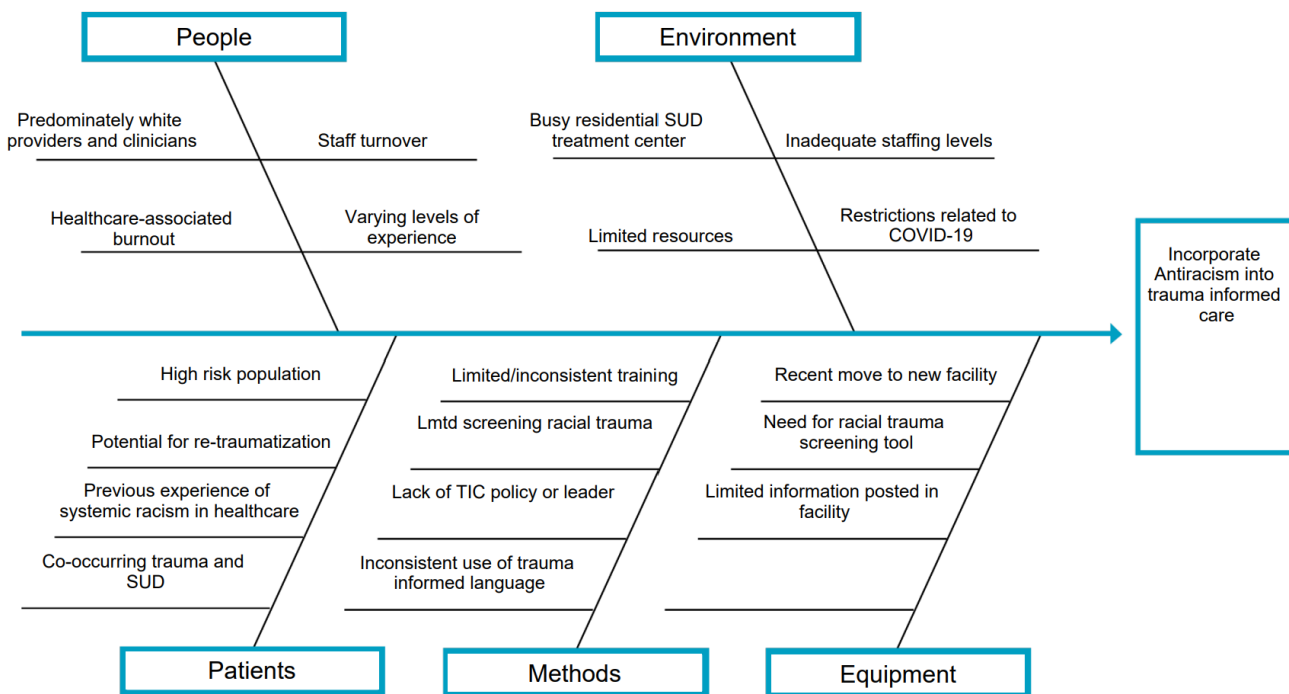 People
Environment
Predominately white
providers and clinicians
Staff turnover
Busy residential SUD
treatment center
Inadequate staffing levels
Healthcare-associated
burnout
Varying levels of
experience
Limited resources
Restrictions related to
COVID-19
Incorporate
Antiracism into
trauma informed
care
High risk population
Potential for re-traumatization
Previous experience of
systemic racism in healthcare
Co-occurring trauma and
SUD
Limited/inconsistent training
Lmtd screening racial trauma
Lack of TIC policy or leader
Inconsistent use of trauma
informed language
Recent move to new facility
Need for racial trauma
screening tool
Limited information posted in
facility
Patients
Methods
Equipment